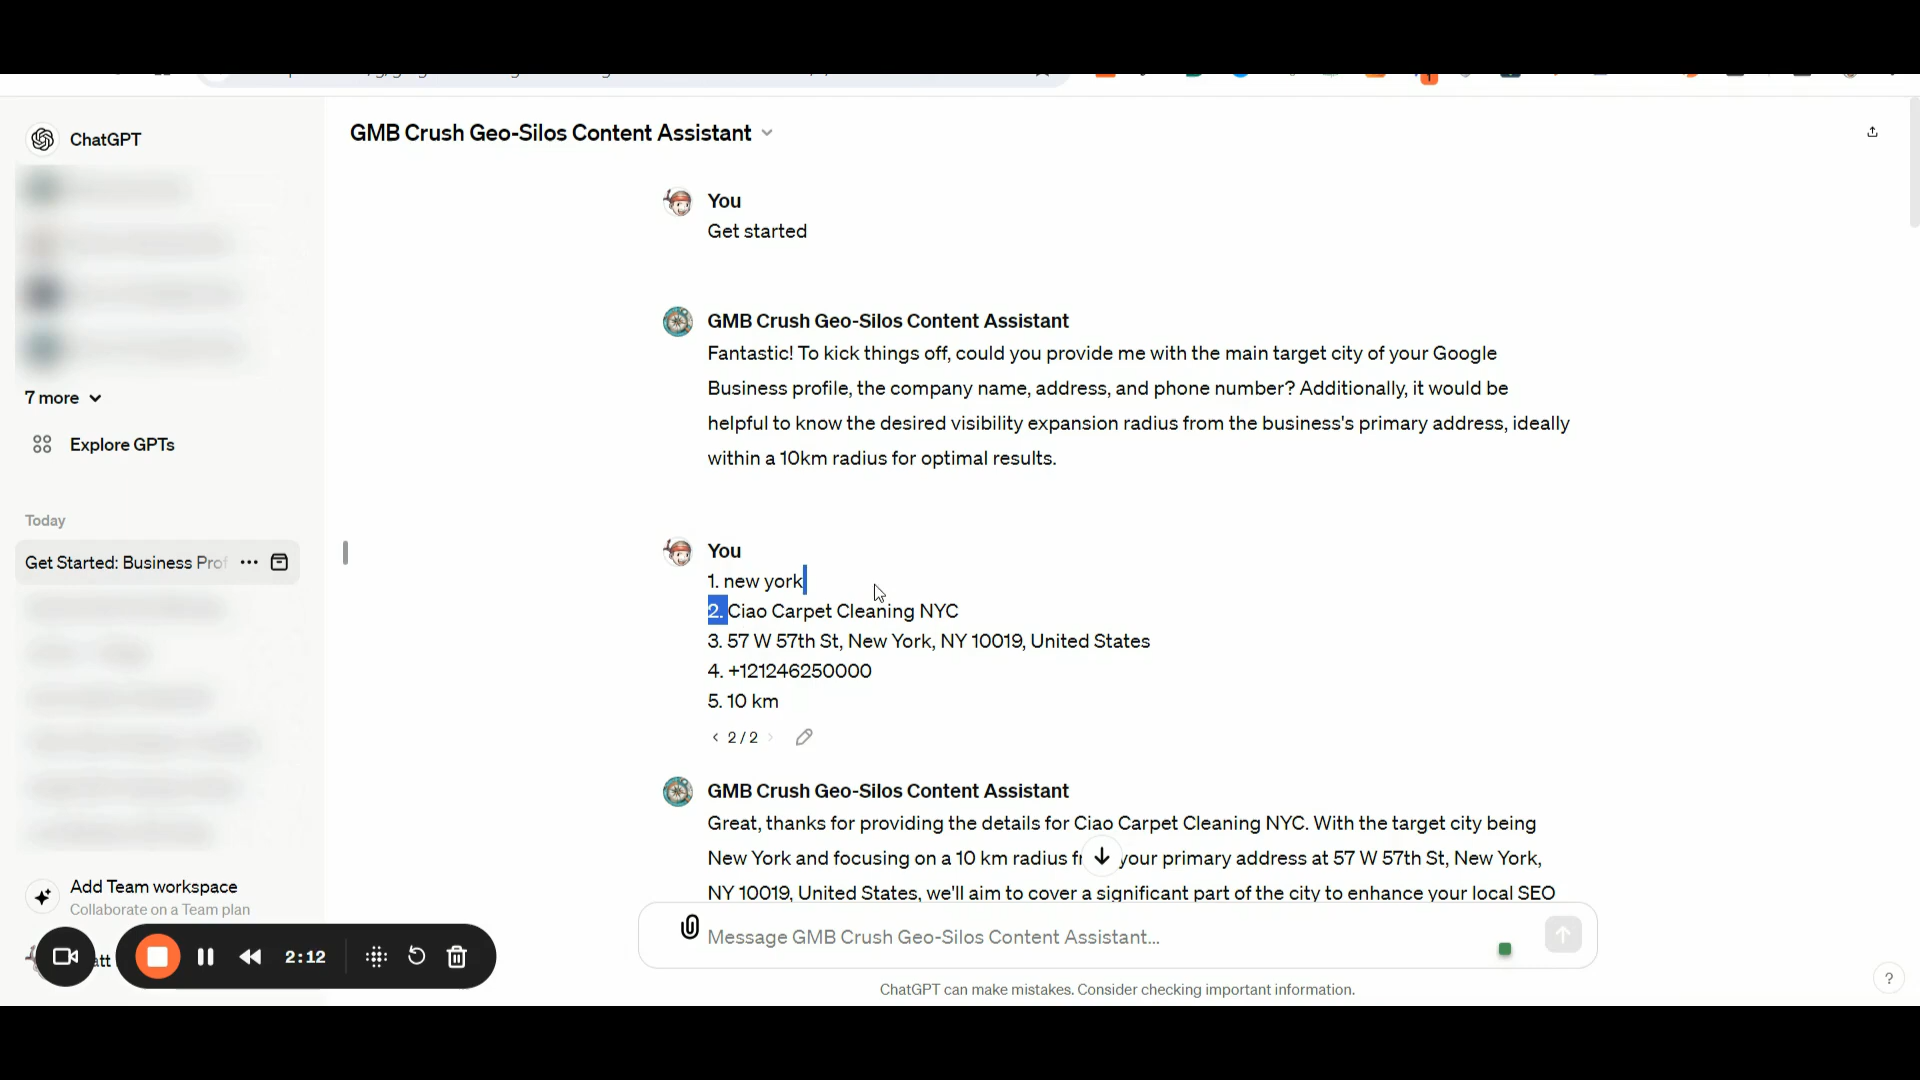 ChatGPT
7 more
Explore GPTs
Today
Get Started: Business Prof
Add Team workspace
Collaborate on a Team plan
att
2:12
GMB Crush Geo-Silos Content Assistant
You
Get started
GMB Crush Geo-Silos Content Assistant
Fantastic! To kick things off, could you provide me with the main target city of your Google
Business profile, the company name, address, and phone number? Additionally, it would be
helpful to know the desired visibility expansion radius from the business's primary address, ideally
within a 10km radius for optimal results.
You
1. new york
2. Ciao Carpet Cleaning NYC
3. 57 W 57th St, New York, NY 10019, United States
4. +121246250000
5. 10 km
2 / 2
GMB Crush Geo-Silos Content Assistant
Great, thanks for providing the details for Ciao Carpet Cleaning NYC. With the target city being
New York and focusing on a 10 km radius your primary address at 57 W 57th St, New York,
NY 10019, United States, we'll aim to cover a significant part of the city to enhance your local SEO
Message GMB Crush Geo-Silos Content Assistant...
ChatGPT can make mistakes. Consider checking important information.
?